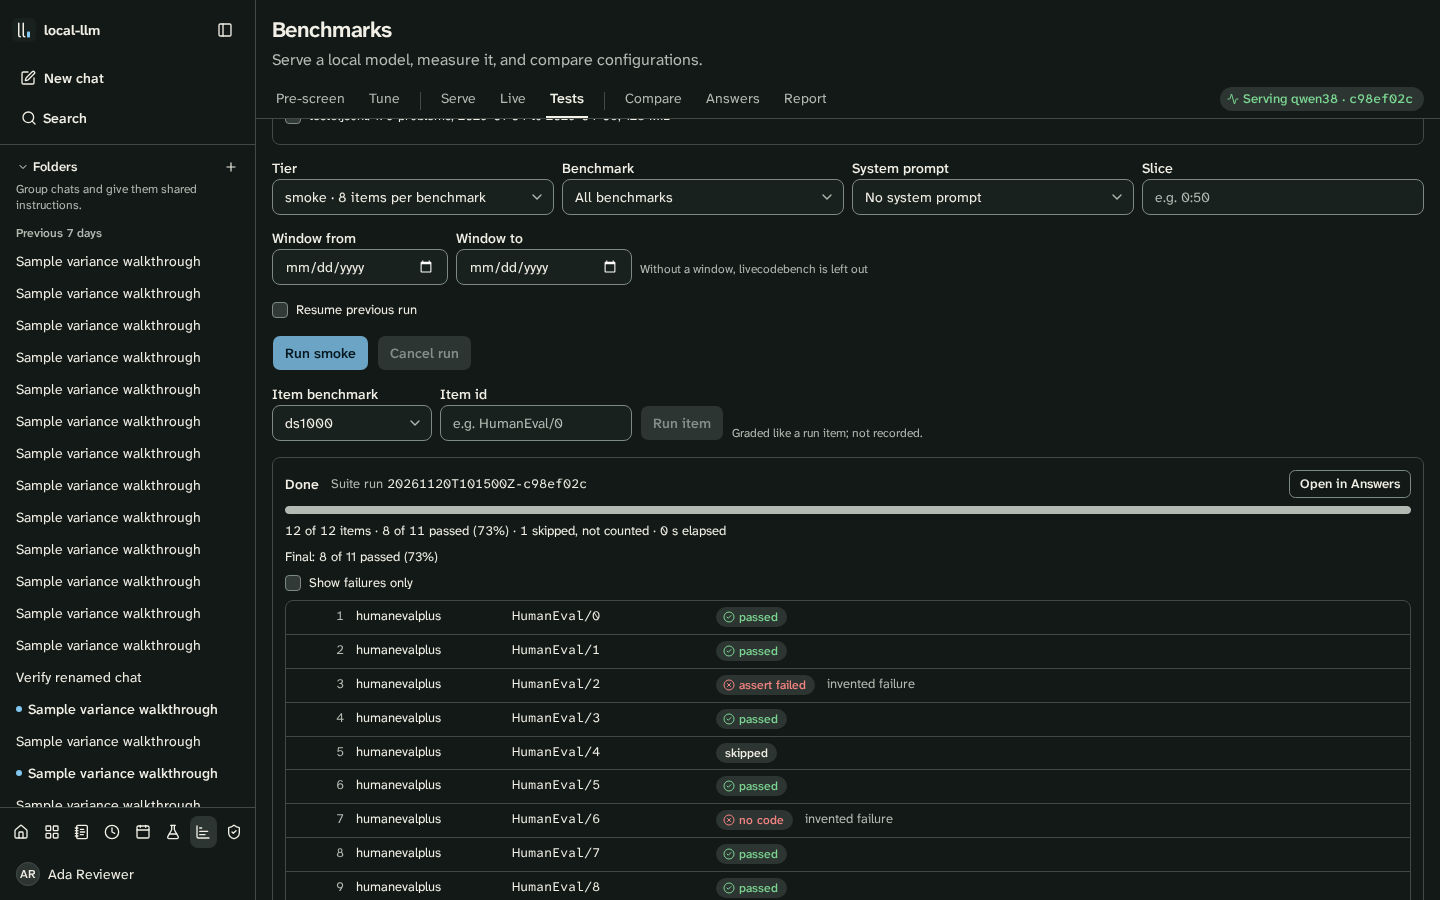 local-llm
New chat
Search
Folders
Group chats and give them shared
instructions.
Previous 7 days
Sample variance walkthrough
Sample variance walkthrough
Sample variance walkthrough
Sample variance walkthrough
Sample variance walkthrough
Sample variance walkthrough
Sample variance walkthrough
Sample variance walkthrough
Sample variance walkthrough
Sample variance walkthrough
Sample variance walkthrough
Sample variance walkthrough
Sample variance walkthrough
Verify renamed chat
Sample variance walkthrough
Sample variance walkthrough
Sample variance walkthrough
Sample variance walkthrough
AR Ada Reviewer
Benchmarks
Serve a local model, measure it, and compare configurations.
Pre-screen Tune Serve Live Tests Compare Answers Report
Serving qwen38 · c98ef02c
Tier Benchmark System prompt Slice
smoke · 8 items per benchmark All benchmarks No system prompt e.g. 0:50
Window from Window to
mm/dd/yyyy mm/dd/yyyy Without a window, livecodebench is left out
Resume previous run
Run smoke Cancel run
Item benchmark Item id
ds1000 e.g. HumanEval/0 Run item Graded like a run item; not recorded.
Done Suite run 20261120T101500Z-c98ef02c Open in Answers
12 of 12 items · 8 of 11 passed (73%) · 1 skipped, not counted · 0 s elapsed
Final: 8 of 11 passed (73%)
Show failures only
1 humanevalplus HumanEval/0 passed
2 humanevalplus HumanEval/1 passed
3 humanevalplus HumanEval/2 assert failed invented failure
4 humanevalplus HumanEval/3 passed
5 humanevalplus HumanEval/4 skipped
6 humanevalplus HumanEval/5 passed
7 humanevalplus HumanEval/6 no code invented failure
8 humanevalplus HumanEval/7 passed
9 humanevalplus HumanEval/8 passed